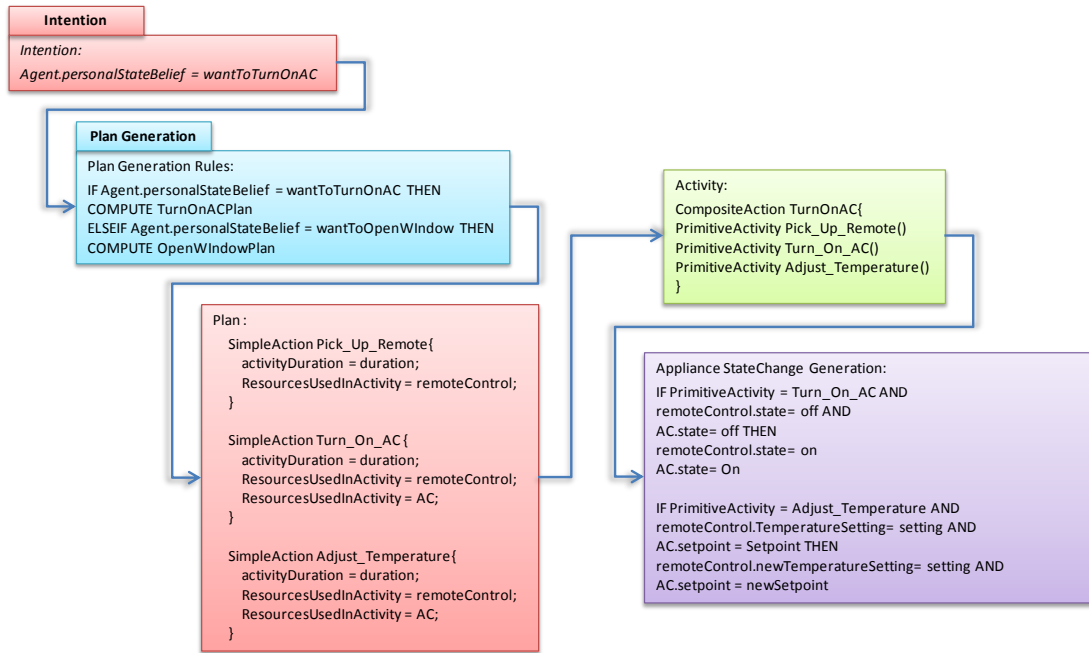 Intention
Intention:
Agent.personalStateBelief = wantToTurnOnAC
Plan Generation
Plan Generation Rules:
IF Agent.personalStateBelief = wantToTurnOnAC THEN
COMPUTE TurnOnACPlan
ELSEIF Agent.personalStateBelief = wantToOpenWIndow THEN
COMPUTE OpenWIndowPlan
Plan :
SimpleAction Pick_Up_Remote{
activityDuration = duration;
ResourcesUsedInActivity = remoteControl;
}
SimpleAction Turn_On_AC {
activityDuration = duration;
ResourcesUsedInActivity = remoteControl;
ResourcesUsedInActivity = AC;
}
SimpleAction Adjust_Temperature{
activityDuration = duration;
ResourcesUsedInActivity = remoteControl;
ResourcesUsedInActivity = AC;
}
Activity:
CompositeAction TurnOnAC{
PrimitiveActivity Pick_Up_Remote()
PrimitiveActivity Turn_On_AC()
PrimitiveActivity Adjust_Temperature()
}
Appliance StateChange Generation:
IF PrimitiveActivity = Turn_On_AC AND
remoteControl.state= off AND
AC.state= off THEN
remoteControl.state= on
AC.state= On
IF PrimitiveActivity = Adjust_Temperature AND
remoteControl.TemperatureSetting= setting AND
AC.setpoint = Setpoint THEN
remoteControl.newTemperatureSetting= setting AND
AC.setpoint = newSetpoint